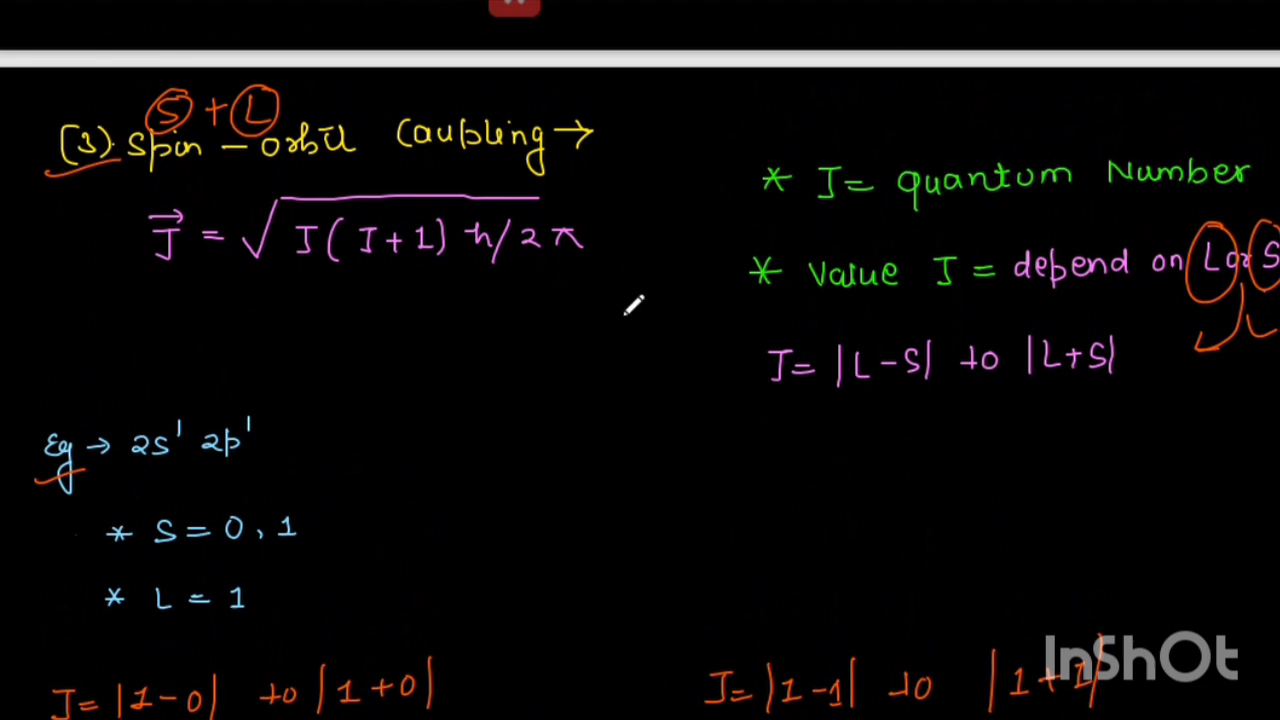 S + L
(3). Spin - orbit Coupling →
J = √J(J+1) h/2π
* J = quantum Number
* Value J = depend on L or S
J = |L-S| to |L+S|
Eg → 2s¹ 2p¹
* S = 0, 1
* L = 1
J = |1-0| to |1+0|
J = |1-1| to |1+1|
InShOt